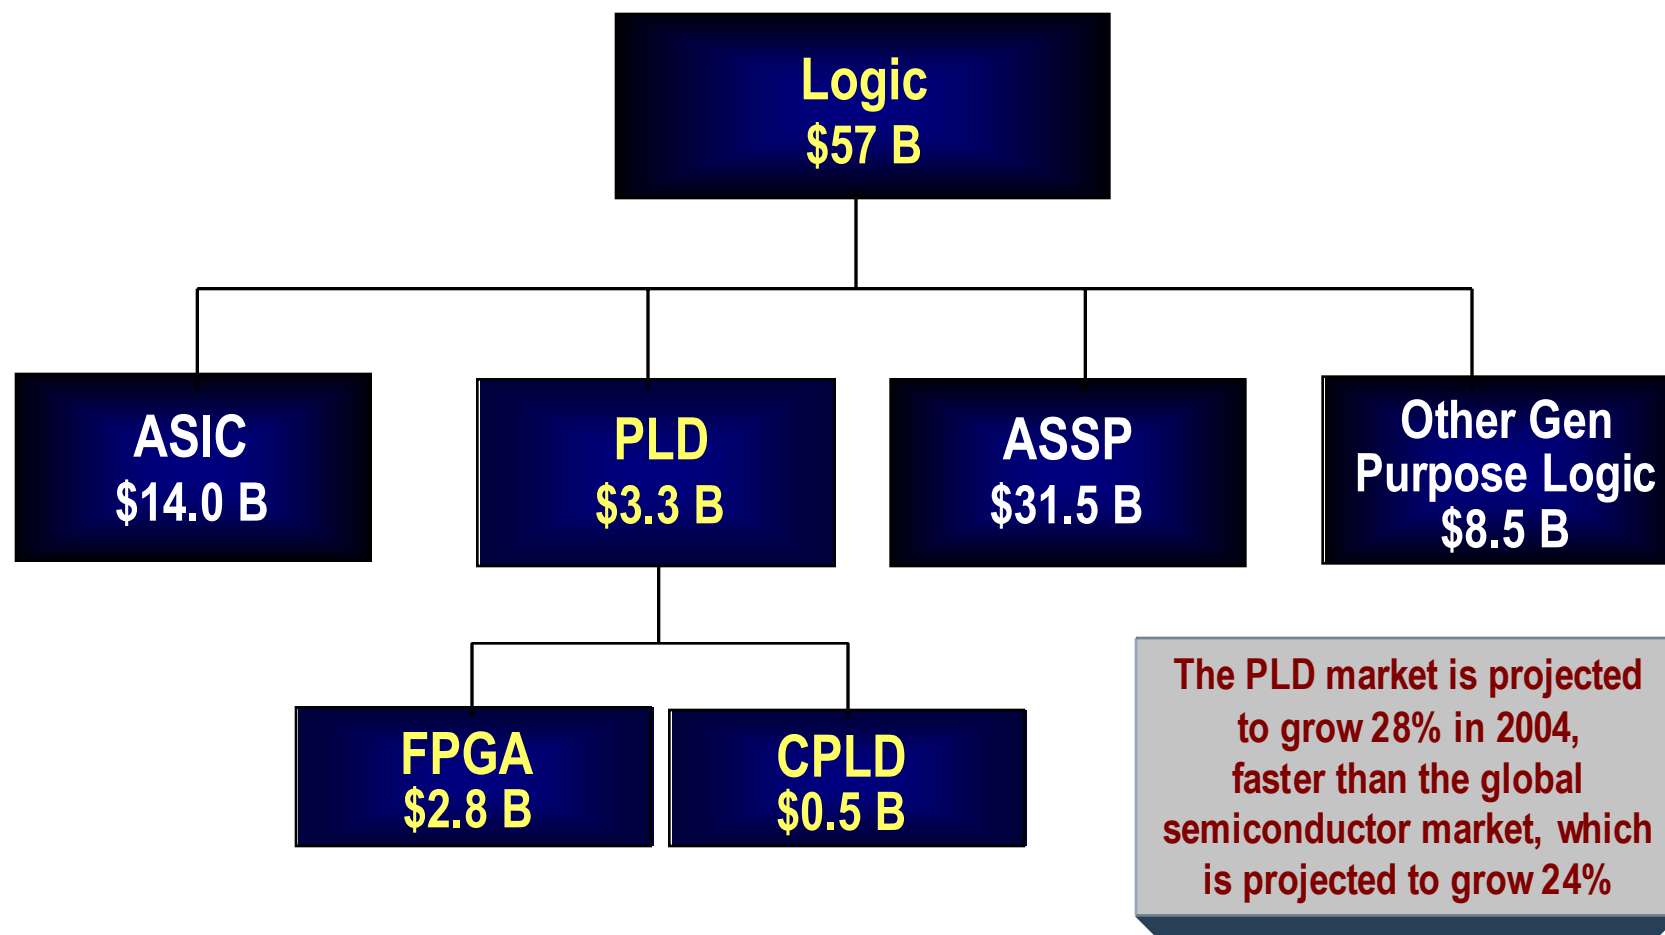 Logic
$57 B
ASIC
$14.0 B
PLD
$3.3 B
ASSP
$31.5 B
Other Gen
Purpose Logic
$8.5 B
FPGA
$2.8 B
CPLD
$0.5 B
The PLD market is projected
to grow 28% in 2004,
faster than the global
semiconductor market, which
is projected to grow 24%